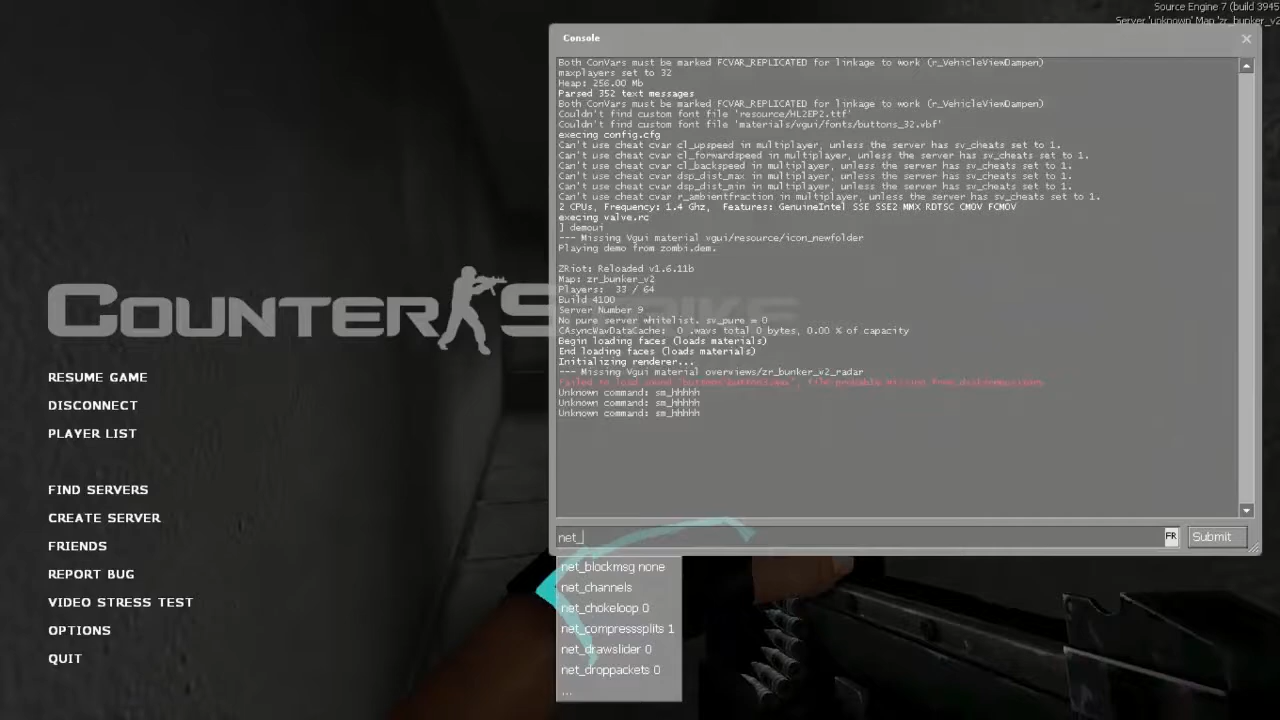 Source Engine 7 (build 3945
Server 'unknown' Map 'zr_bunker_v2
Console
Both ConVars must be marked FCVAR_REPLICATED for linkage to work (r_VehicleViewDampen)
maxplayers set to 32
Heap: 256.00 Mb
Parsed 352 text messages
Both ConVars must be marked FCVAR_REPLICATED for linkage to work (r_VehicleViewDampen)
Couldn't find custom font file 'resource/HL2EP2.ttf'
Couldn't find custom font file 'materials/vgui/fonts/buttons_32.vbf'
execing config.cfg
Can't use cheat cvar cl_upspeed in multiplayer, unless the server has sv_cheats set to 1.
Can't use cheat cvar cl_forwardspeed in multiplayer, unless the server has sv_cheats set to 1.
Can't use cheat cvar cl_backspeed in multiplayer, unless the server has sv_cheats set to 1.
Can't use cheat cvar dsp_dist_max in multiplayer, unless the server has sv_cheats set to 1.
Can't use cheat cvar dsp_dist_min in multiplayer, unless the server has sv_cheats set to 1.
Can't use cheat cvar r_ambientfraction in multiplayer, unless the server has sv_cheats set to 1.
2 CPUs, Frequency: 1.4 Ghz, Features: GenuineIntel SSE SSE2 MMX RDTSC CMOV FCMOV
execing valve.rc
] demoui
--- Missing Vgui material vgui/resource/icon_newfolder
Playing demo from zombi.dem.
ZRiot: Reloaded v1.6.11b
Map: zr_bunker_v2
Players: 33 / 64
Build 4100
Server Number 9
No pure server whitelist. sv_pure = 0
CAsyncWavDataCache: 0 .wavs total 0 bytes, 0.00 % of capacity
Begin loading faces (loads materials)
End loading faces (loads materials)
Initializing renderer...
--- Missing Vgui material overviews/zr_bunker_v2_radar
Failed to load sound
file probably missing from disk/repository
Unknown command: sm_hhhhh
Unknown command: sm_hhhhh
Unknown command: sm_hhhhh
COUNTER STRIKE
RESUME GAME
DISCONNECT
PLAYER LIST
FIND SERVERS
CREATE SERVER
FRIENDS
REPORT BUG
VIDEO STRESS TEST
OPTIONS
QUIT
net_
FR
Submit
net_blockmsg none
net_channels
net_chokeloop 0
net_compresssplits 1
net_drawslider 0
net_droppackets 0
...